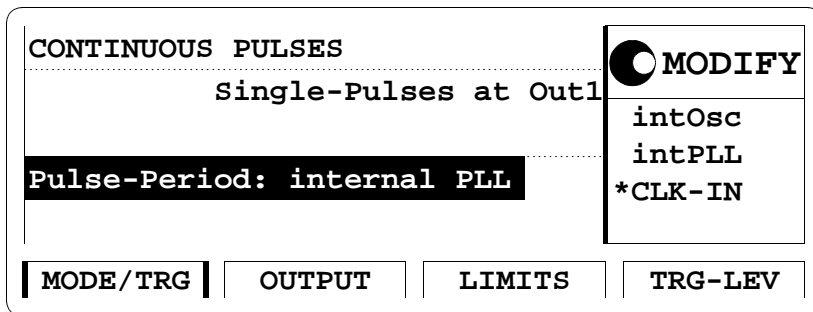 CONTINUOUS PULSES
MODIFY
Single-Pulses at Out1
intOsc
intPLL
Pulse-Period: internal PLL
*CLK-IN
MODE/TRG
OUTPUT
LIMITS
TRG-LEV